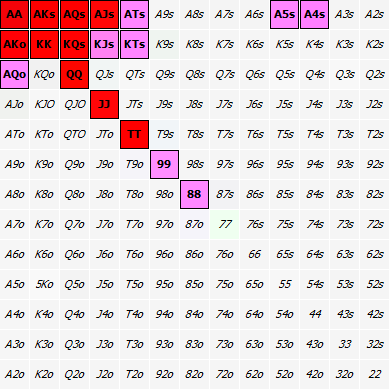 AA AKs AQs AJs ATs A9s A8s A7s A6s A5s A4s A3s A2s
AKo KK KQs KJs KTs K9s K8s K7s K6s K5s K4s K3s K2s
AQo KQo QQ QJs QTs Q9s Q8s Q7s Q6s Q5s Q4s Q3s Q2s
AJo KJO QJO JJ JTs J9s J8s J7s J6s J5s J4s J3s J2s
ATo KTo QTO JTo TT T9s T8s T7s T6s T5s T4s T3s T2s
A9o K9o Q9o J9o T9o 99 98s 97s 96s 95s 94s 93s 92s
A8o K8o Q8o J8o T8o 98o 88 87s 86s 85s 84s 83s 82s
A7o K7o Q7o J7o T7o 97o 87o 77 76s 75s 74s 73s 72s
A6o K6o Q6o J6o T6o 96o 86o 76o 66 65s 64s 63s 62s
A5o 5Ko Q5o J5o T5o 95o 85o 75o 65o 55 54s 53s 52s
A4o K4o Q4o J4o T4o 94o 84o 74o 64o 54o 44 43s 42s
A3o K3o Q3o J3o T3o 93o 83o 73o 63o 53o 43o 33 32s
A2o K2o Q2o J2o T2o 92o 82o 72o 62o 52o 42o 32o 22